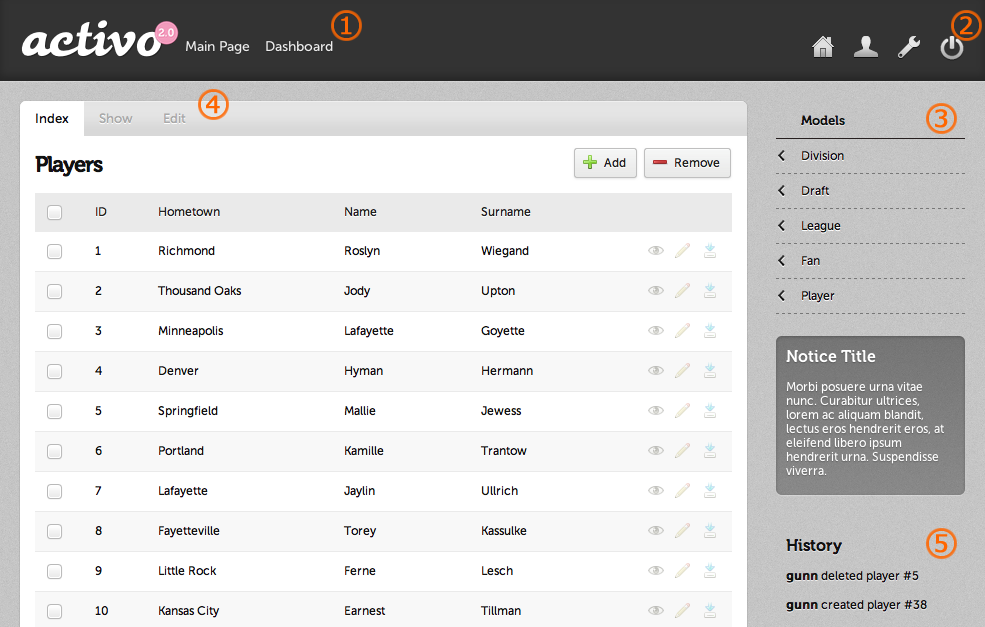 activo 2.0
Main Page Dashboard ①
②
Index Show Edit ④
Players
Add Remove
ID Hometown Name Surname
1 Richmond Roslyn Wiegand
2 Thousand Oaks Jody Upton
3 Minneapolis Lafayette Goyette
4 Denver Hyman Hermann
5 Springfield Mallie Jewess
6 Portland Kamille Trantow
7 Lafayette Jaylin Ullrich
8 Fayetteville Torey Kassulke
9 Little Rock Ferne Lesch
10 Kansas City Earnest Tillman
Models ③
Division
Draft
League
Fan
Player
Notice Title
Morbi posuere urna vitae
nunc. Curabitur ultrices,
lorem ac aliquam blandit,
lectus eros hendrerit eros, at
eleifend libero ipsum
hendrerit urna. Suspendisse
viverra.
History ⑤
gunn deleted player #5
gunn created player #38